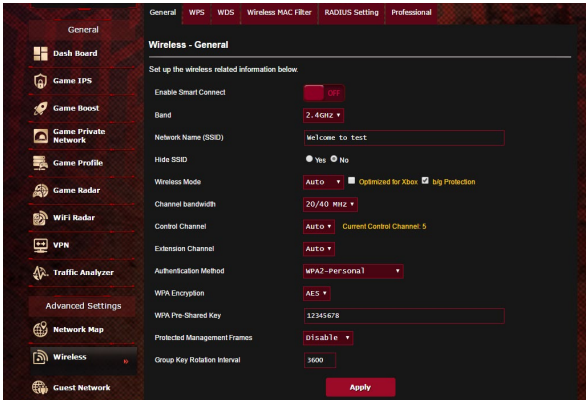 General WPS WDS Wireless MAC Filter RADIUS Setting Professional
General
Dash Board
Game IPS
Game Boost
Game Private
Network
Game Profile
Game Radar
WiFi Radar
VPN
Traffic Analyzer
Advanced Settings
Network Map
Wireless
Guest Network
Wireless - General
Set up the wireless related information below.
Enable Smart Connect OFF
Band 2.4GHz
Network Name (SSID) Welcome to test
Hide SSID Yes No
Wireless Mode Auto Optimized for Xbox b/g Protection
Channel bandwidth 20/40 MHz
Control Channel Auto Current Control Channel: 5
Extension Channel Auto
Authentication Method WPA2-Personal
WPA Encryption AES
WPA Pre-Shared Key 12345678
Protected Management Frames Disable
Group Key Rotation Interval 3600
Apply